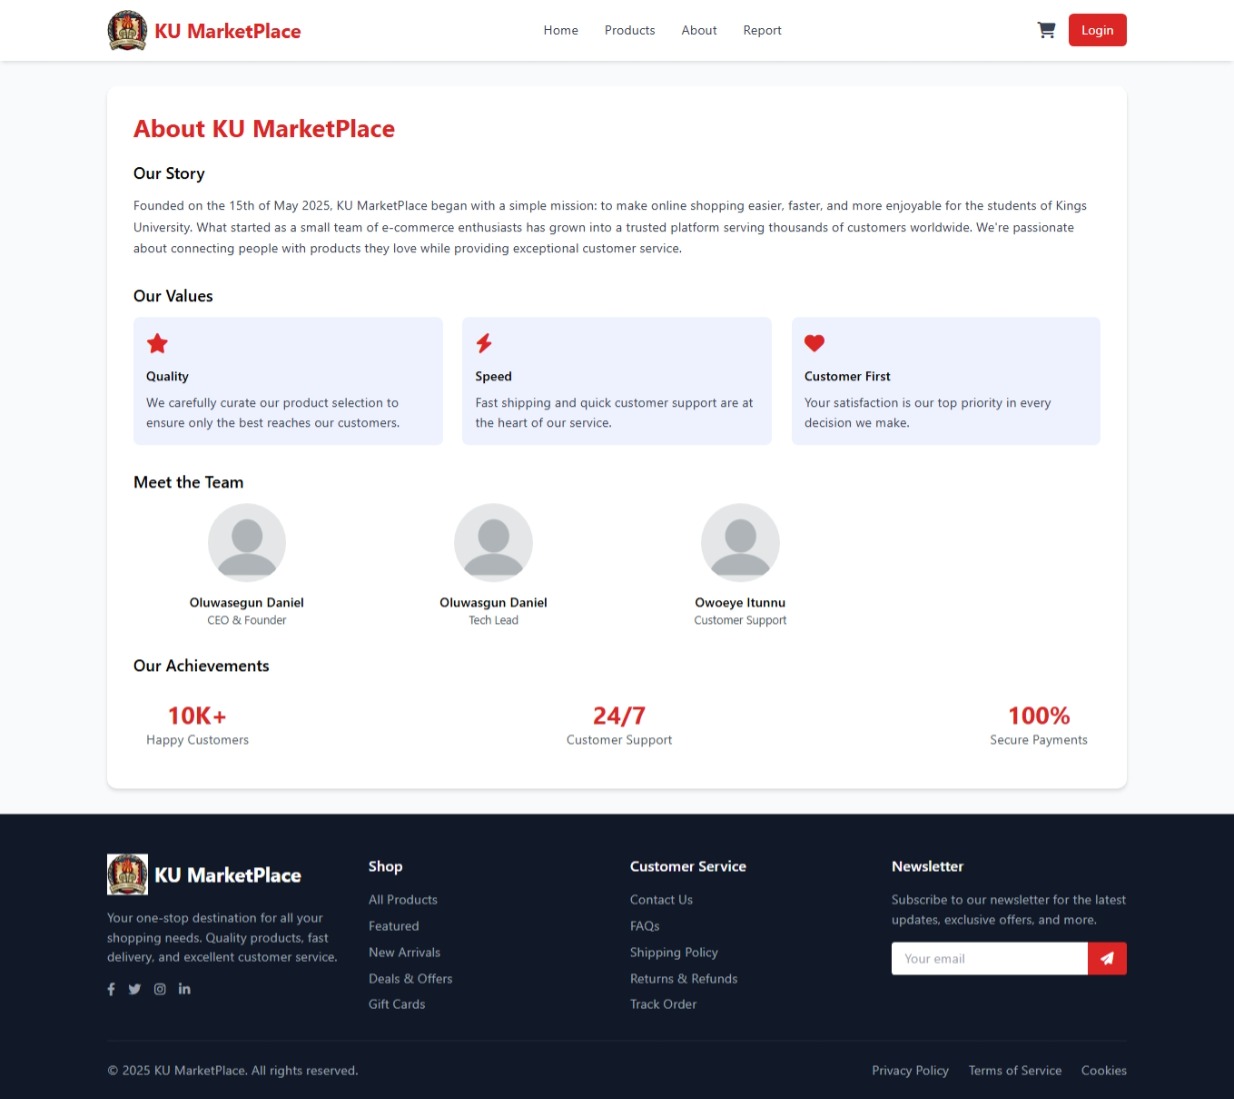 KU MarketPlace
Home
Products
About
Report
Login
About KU MarketPlace
Our Story
Founded on the 15th of May 2025, KU MarketPlace began with a simple mission: to make online shopping easier, faster, and more enjoyable for the students of Kings
University. What started as a small team of e-commerce enthusiasts has grown into a trusted platform serving thousands of customers worldwide. We're passionate
about connecting people with products they love while providing exceptional customer service.
Our Values
Quality
We carefully curate our product selection to
ensure only the best reaches our customers.
Speed
Fast shipping and quick customer support are at
the heart of our service.
Customer First
Your satisfaction is our top priority in every
decision we make.
Meet the Team
Oluwasegun Daniel
CEO & Founder
Oluwasgun Daniel
Tech Lead
Owoeye Itunnu
Customer Support
Our Achievements
10K+
Happy Customers
24/7
Customer Support
100%
Secure Payments
KU MarketPlace
Your one-stop destination for all your
shopping needs. Quality products, fast
delivery, and excellent customer service.
Shop
All Products
Featured
New Arrivals
Deals & Offers
Gift Cards
Customer Service
Contact Us
FAQs
Shipping Policy
Returns & Refunds
Track Order
Newsletter
Subscribe to our newsletter for the latest
updates, exclusive offers, and more.
Your email
© 2025 KU MarketPlace. All rights reserved.
Privacy Policy
Terms of Service
Cookies